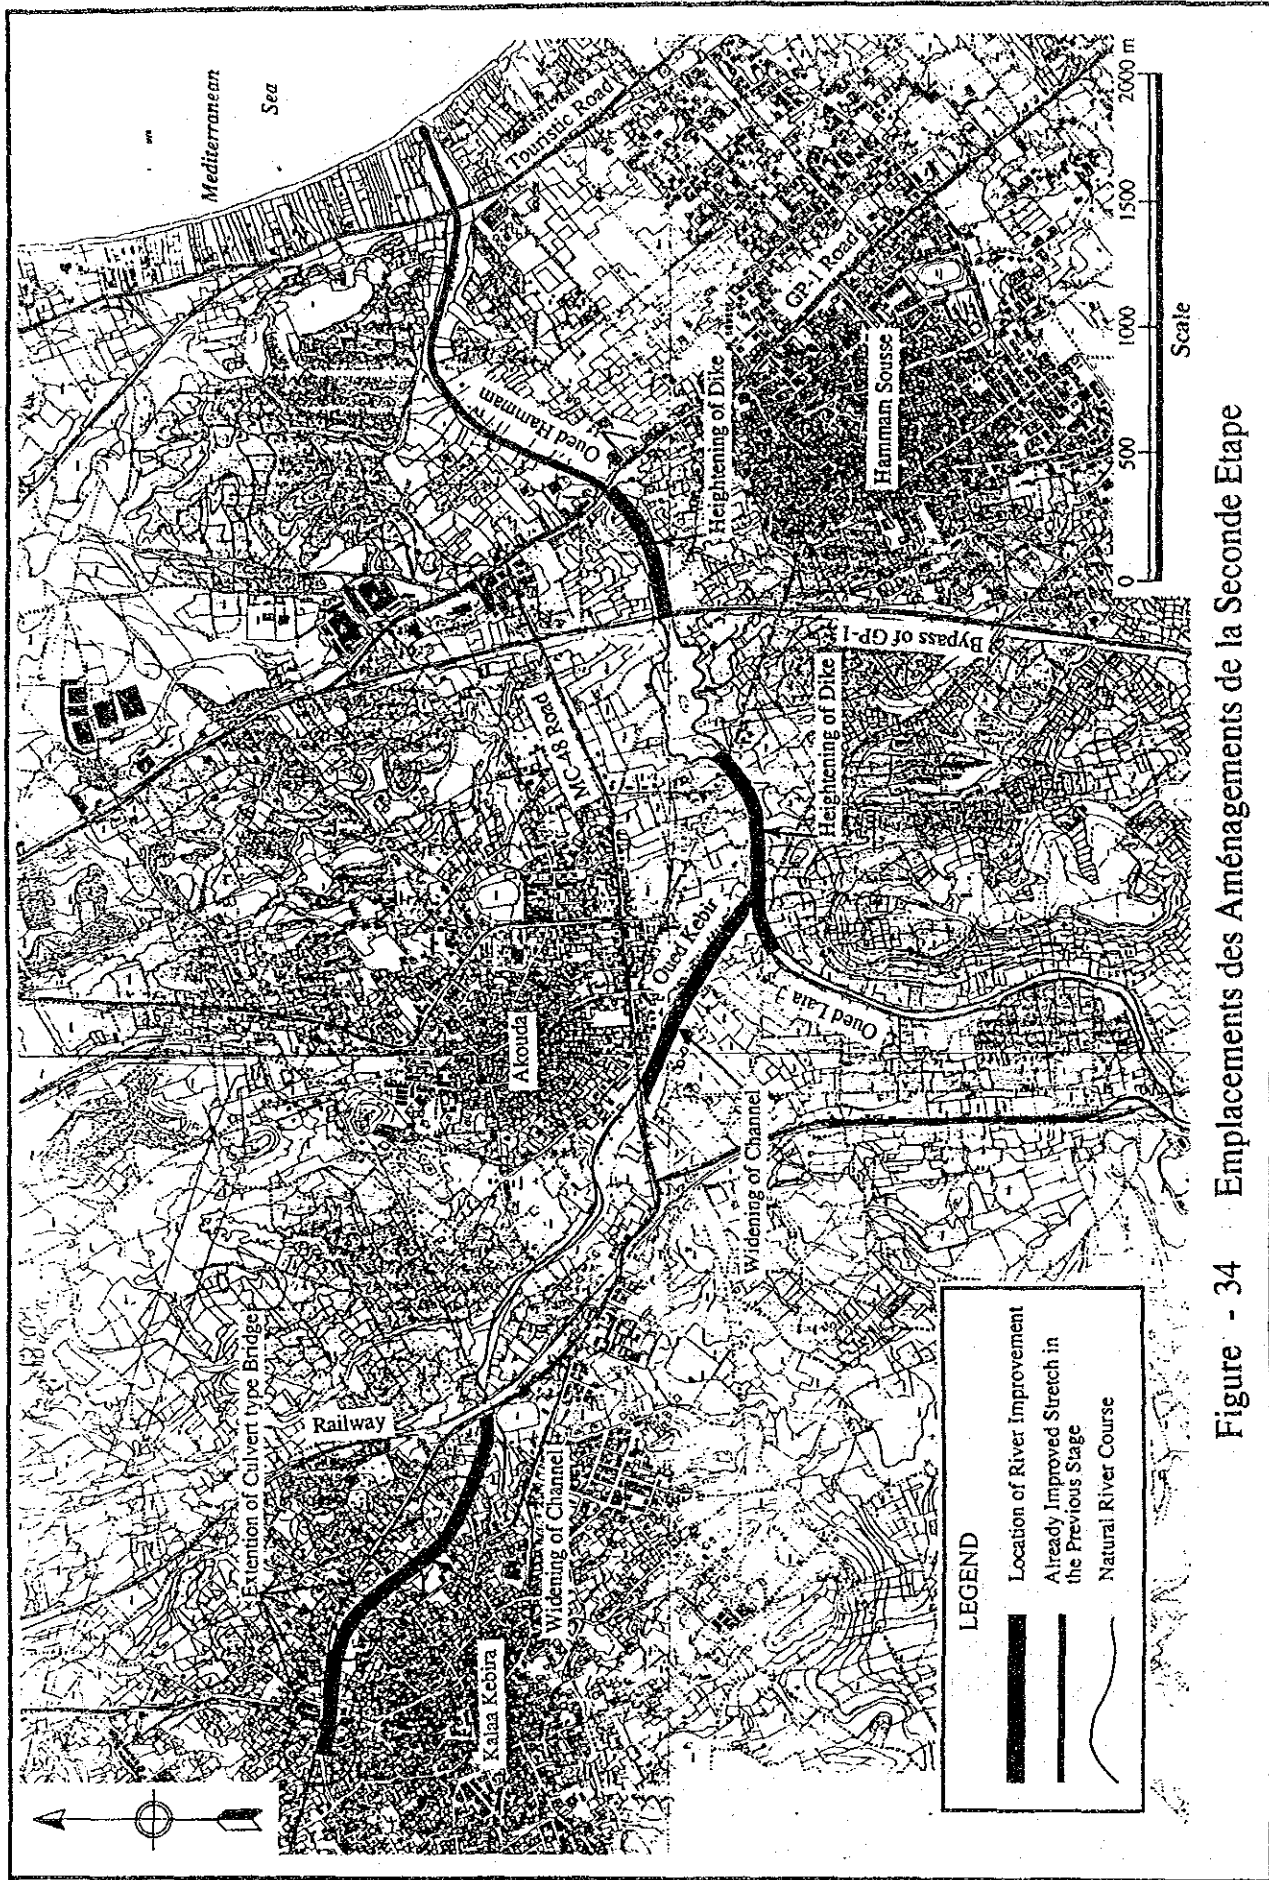 Mediterranean
Sea
Touristic Road
GP-1 Road
Oued Hammam
Heightening of Dike
Hammam Sousse
Bypass of GP-1
MC 48 Road
Heightening of Dike
Oued Kebir
Oued Laia
Akouda
Widening of Channel
Extention of Culvert type Bridge
Railway
Widening of Channel
Kalaa Kebira
LEGEND
Location of River Improvement
Already Improved Stretch in
the Previous Stage
Natural River Course
0 500 1000 1500 2000 m
Scale
Figure - 34 Emplacements des Aménagements de la Seconde Etape